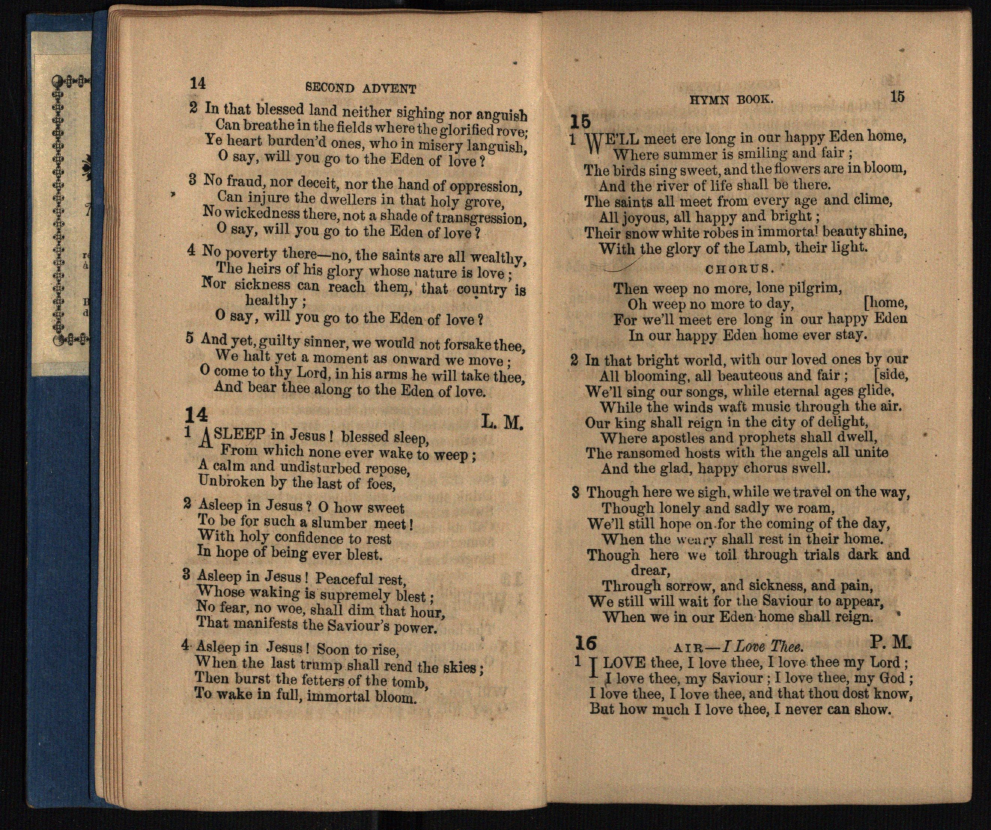 14
SECOND ADVENT
2 In that blessed land neither sighing nor anguish
Can breathe in the fields where the glorified rove;
Ye heart burden'd ones, who in misery languish,
O say, will you go to the Eden of love?
3 No fraud, nor deceit, nor the hand of oppression,
Can injure the dwellers in that holy grove,
No wickedness there, not a shade of transgression,
O say, will you go to the Eden of love?
4 No poverty there—no, the saints are all wealthy,
The heirs of his glory whose nature is love;
Nor sickness can reach them, that country is
healthy;
O say, will you go to the Eden of love?
5 And yet, guilty sinner, we would not forsake thee,
We halt yet a moment as onward we move;
O come to thy Lord, in his arms he will take thee,
And bear thee along to the Eden of love.
14
L. M.
1 ASLEEP in Jesus! blessed sleep,
From which none ever wake to weep;
A calm and undisturbed repose,
Unbroken by the last of foes,
2 Asleep in Jesus? O how sweet
To be for such a slumber meet!
With holy confidence to rest
In hope of being ever blest.
3 Asleep in Jesus! Peaceful rest,
Whose waking is supremely blest;
No fear, no woe, shall dim that hour,
That manifests the Saviour's power.
4 Asleep in Jesus! Soon to rise,
When the last trump shall rend the skies;
Then burst the fetters of the tomb,
To wake in full, immortal bloom.
HYMN BOOK.
15
15
1 WE'LL meet ere long in our happy Eden home,
Where summer is smiling and fair;
The birds sing sweet, and the flowers are in bloom,
And the river of life shall be there.
The saints all meet from every age and clime,
All joyous, all happy and bright;
Their snow white robes in immortal beauty shine,
With the glory of the Lamb, their light.
CHORUS.
Then weep no more, lone pilgrim,
Oh weep no more to day, [home,
For we'll meet ere long in our happy Eden
In our happy Eden home ever stay.
2 In that bright world, with our loved ones by our
All blooming, all beauteous and fair; [side,
We'll sing our songs, while eternal ages glide,
While the winds waft music through the air.
Our king shall reign in the city of delight,
Where apostles and prophets shall dwell,
The ransomed hosts with the angels all unite
And the glad, happy chorus swell.
3 Though here we sigh, while we travel on the way,
Though lonely and sadly we roam,
We'll still hope on for the coming of the day,
When the weary shall rest in their home.
Though here we toil through trials dark and
drear,
Through sorrow, and sickness, and pain,
We still will wait for the Saviour to appear,
When we in our Eden home shall reign.
16
AIR—I Love Thee.
P. M.
1 I LOVE thee, I love thee, I love thee my Lord;
I love thee, my Saviour; I love thee, my God;
I love thee, I love thee, and that thou dost know,
But how much I love thee, I never can show.